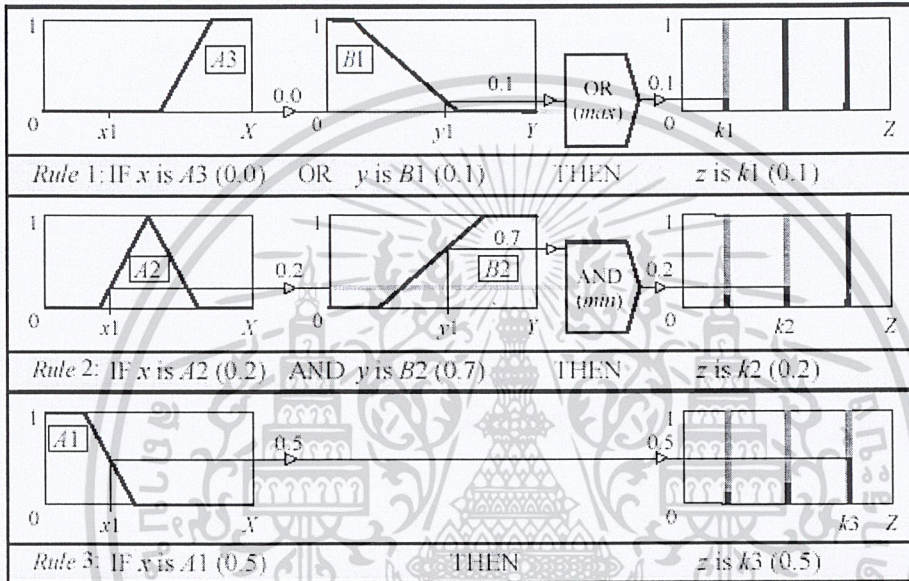 1 A3 B1 1 0.1 OR (max) 0.1 1
0.0
0 x1 X 0 y1 Y 0 k1 Z
Rule 1: IF x is A3 (0.0) OR y is B1 (0.1) THEN z is k1 (0.1)
1 A2 0.2 1 0.7 B2 AND (min) 0.2 1
0 x1 X 0 y1 Y 0 k2 Z
Rule 2: IF x is A2 (0.2) AND y is B2 (0.7) THEN z is k2 (0.2)
1 A1 0.5 0.5 1
0 x1 X 0 k3 Z
Rule 3: IF x is A1 (0.5) THEN z is k3 (0.5)